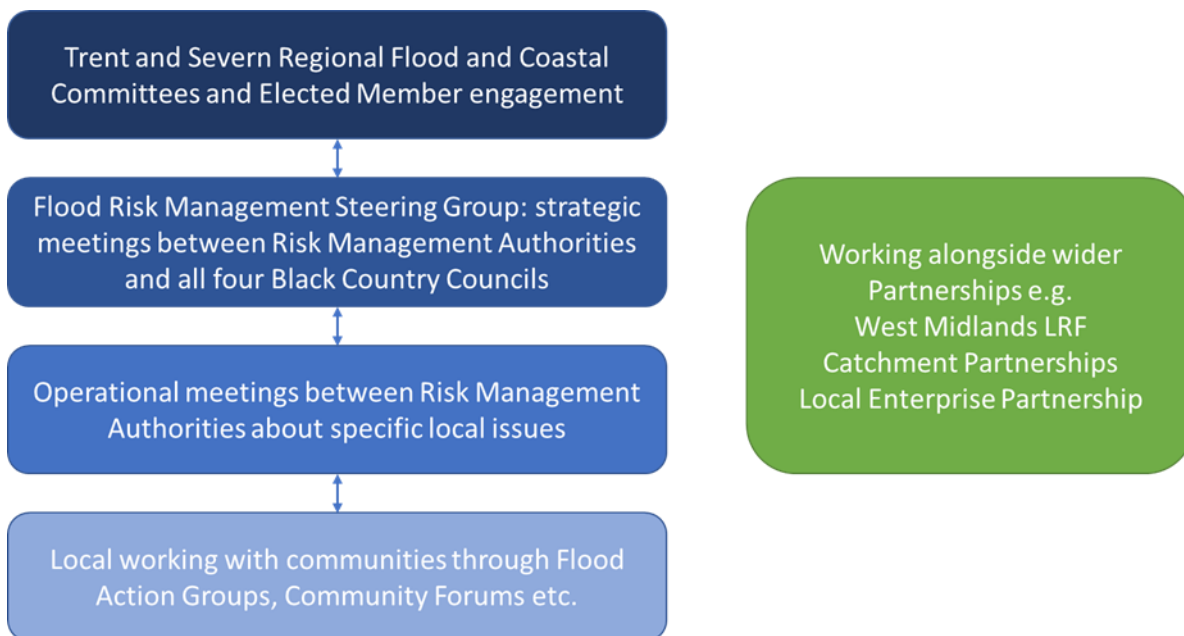 Trent and Severn Regional Flood and Coastal
Committees and Elected Member engagement
Flood Risk Management Steering Group: strategic
meetings between Risk Management Authorities
and all four Black Country Councils
Operational meetings between Risk Management
Authorities about specific local issues
Local working with communities through Flood
Action Groups, Community Forums etc.
Working alongside wider
Partnerships e.g.
West Midlands LRF
Catchment Partnerships
Local Enterprise Partnership